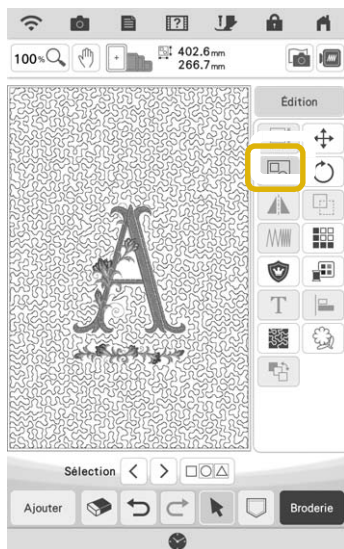 100%
402.6mm
266.7mm
Édition
A
T
Sélection
Ajouter
Broderie